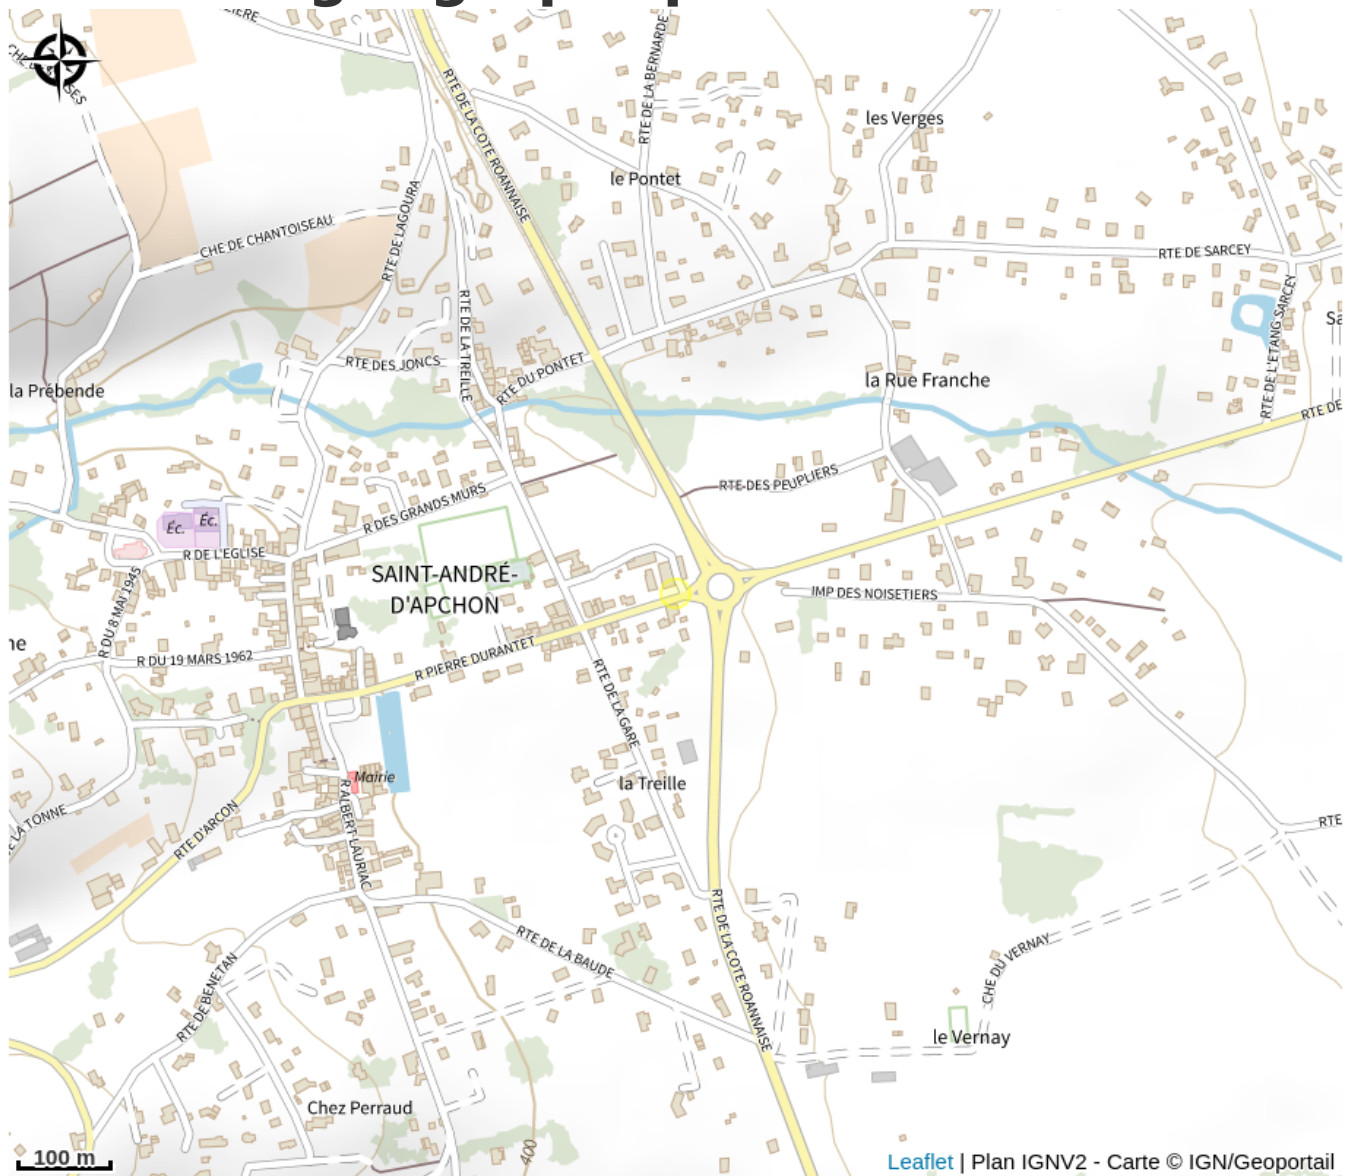 RTE DE LA BERNARDE
RTE DE LA COTE ROANNAISE
les Verges
le Pontet
RTE DE LAGOURA
CHE DE CHANTOISEAU
RTE DE SARCEY
RTE DE L'ETANG SARCEY
RTE DE LA TREILLE
RTE DES JONCS
RTE DU PONTET
la Prébende
la Rue Franche
RTE DE
RTE DES PEUPLIERS
R DES GRANDS MURS
Éc.
Éc.
R DE L'EGLISE
SAINT-ANDRÉ-
D'APCHON
IMP DES NOISETIERS
R DU 8 MAI 1945
R DU 19 MARS 1962
R PIERRE DURANTET
RTE DE LA GARE
Mairie
la Treille
R ALBERT LAURIAC
LA TONNE
RTE D'ARCON
RTE
RTE DE LA COTE ROANNAISE
RTE DE LA BAUDE
CHE DU VERNAY
RTE DE BENETAN
le Vernay
Chez Perraud
400
100 m
Leaflet | Plan IGNV2 - Carte © IGN/Geoportail